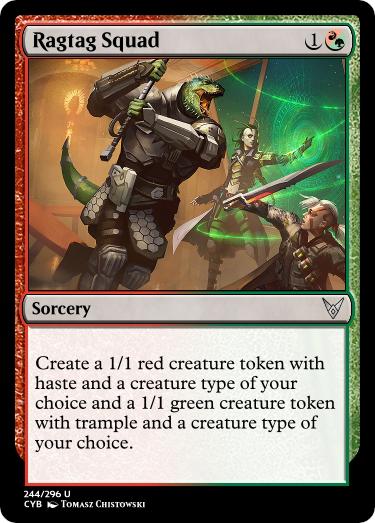 Ragtag Squad 1
Sorcery
Create a 1/1 red creature token with
haste and a creature type of your
choice and a 1/1 green creature token
with trample and a creature type of
your choice.
244/296 U
CYB Tomasz Chistowski